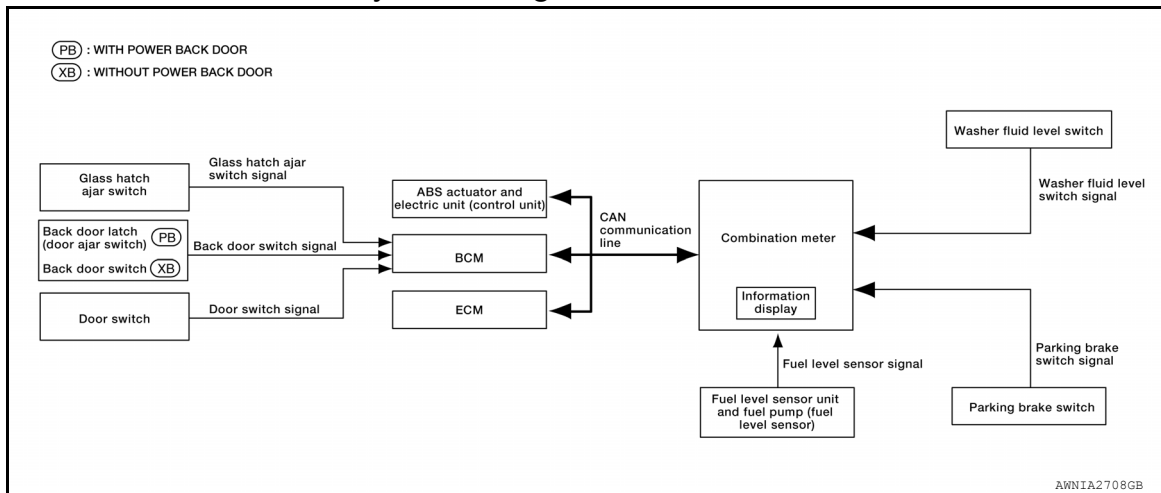 PB : WITH POWER BACK DOOR
XB : WITHOUT POWER BACK DOOR
Glass hatch
ajar switch
Glass hatch ajar
switch signal
Back door latch
(door ajar switch) PB
Back door switch XB
Back door switch signal
Door switch
Door switch signal
ABS actuator and
electric unit (control unit)
BCM
ECM
CAN
communication
line
Combination meter
Information
display
Fuel level sensor signal
Fuel level sensor unit
and fuel pump (fuel
level sensor)
Washer fluid level switch
Washer fluid level
switch signal
Parking brake
switch signal
Parking brake switch
AWNIA2708GB